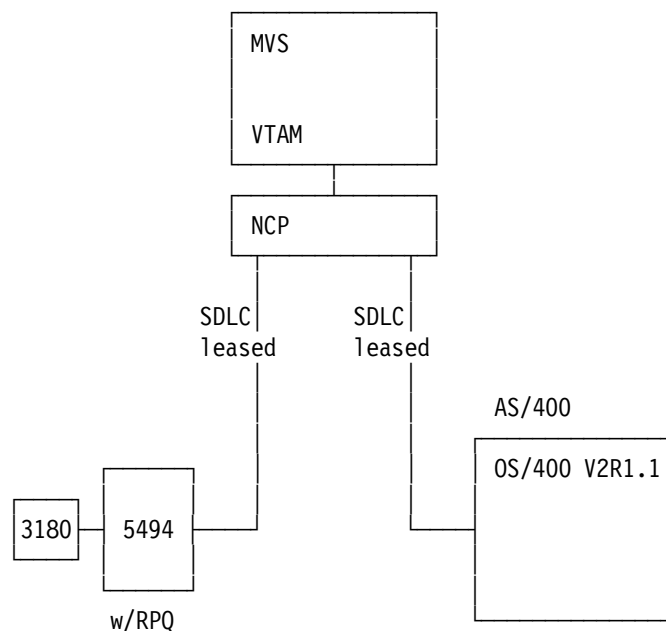 MVS
VTAM
NCP
SDLC
leased
SDLC
leased
AS/400
OS/400 V2R1.1
3180
5494
w/RPQ